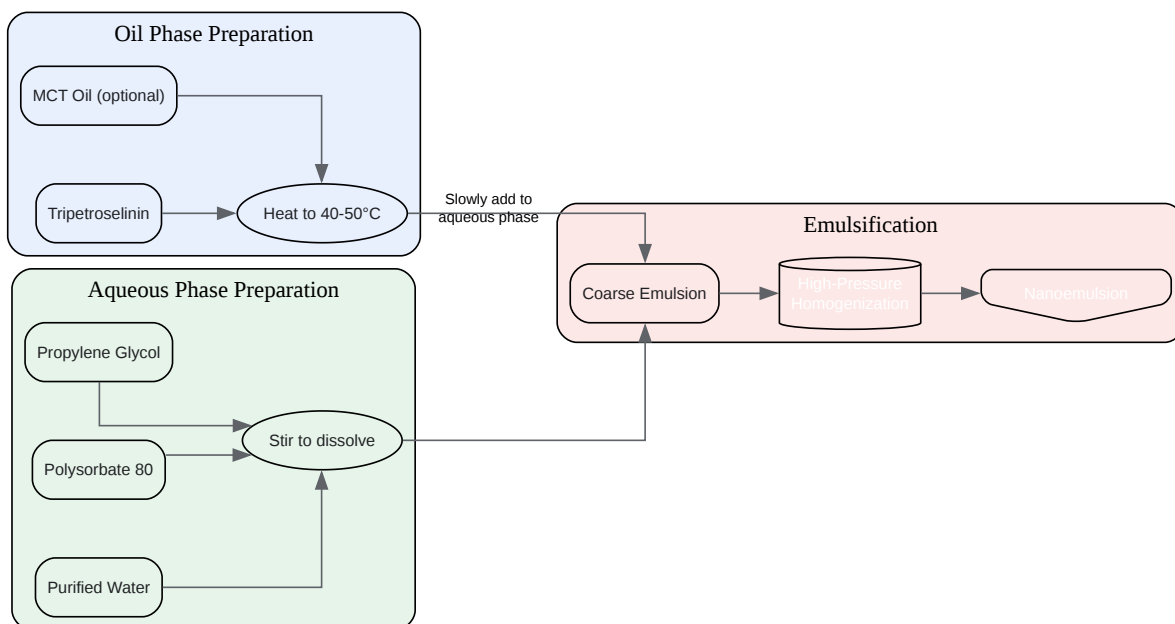 Oil Phase Preparation
MCT Oil (optional)
Tripetroselinin
Heat to 40-50°C
Slowly add to
aqueous phase
Aqueous Phase Preparation
Propylene Glycol
Polysorbate 80
Purified Water
Stir to dissolve
Emulsification
Coarse Emulsion
High-Pressure
Homogenization
Nanoemulsion